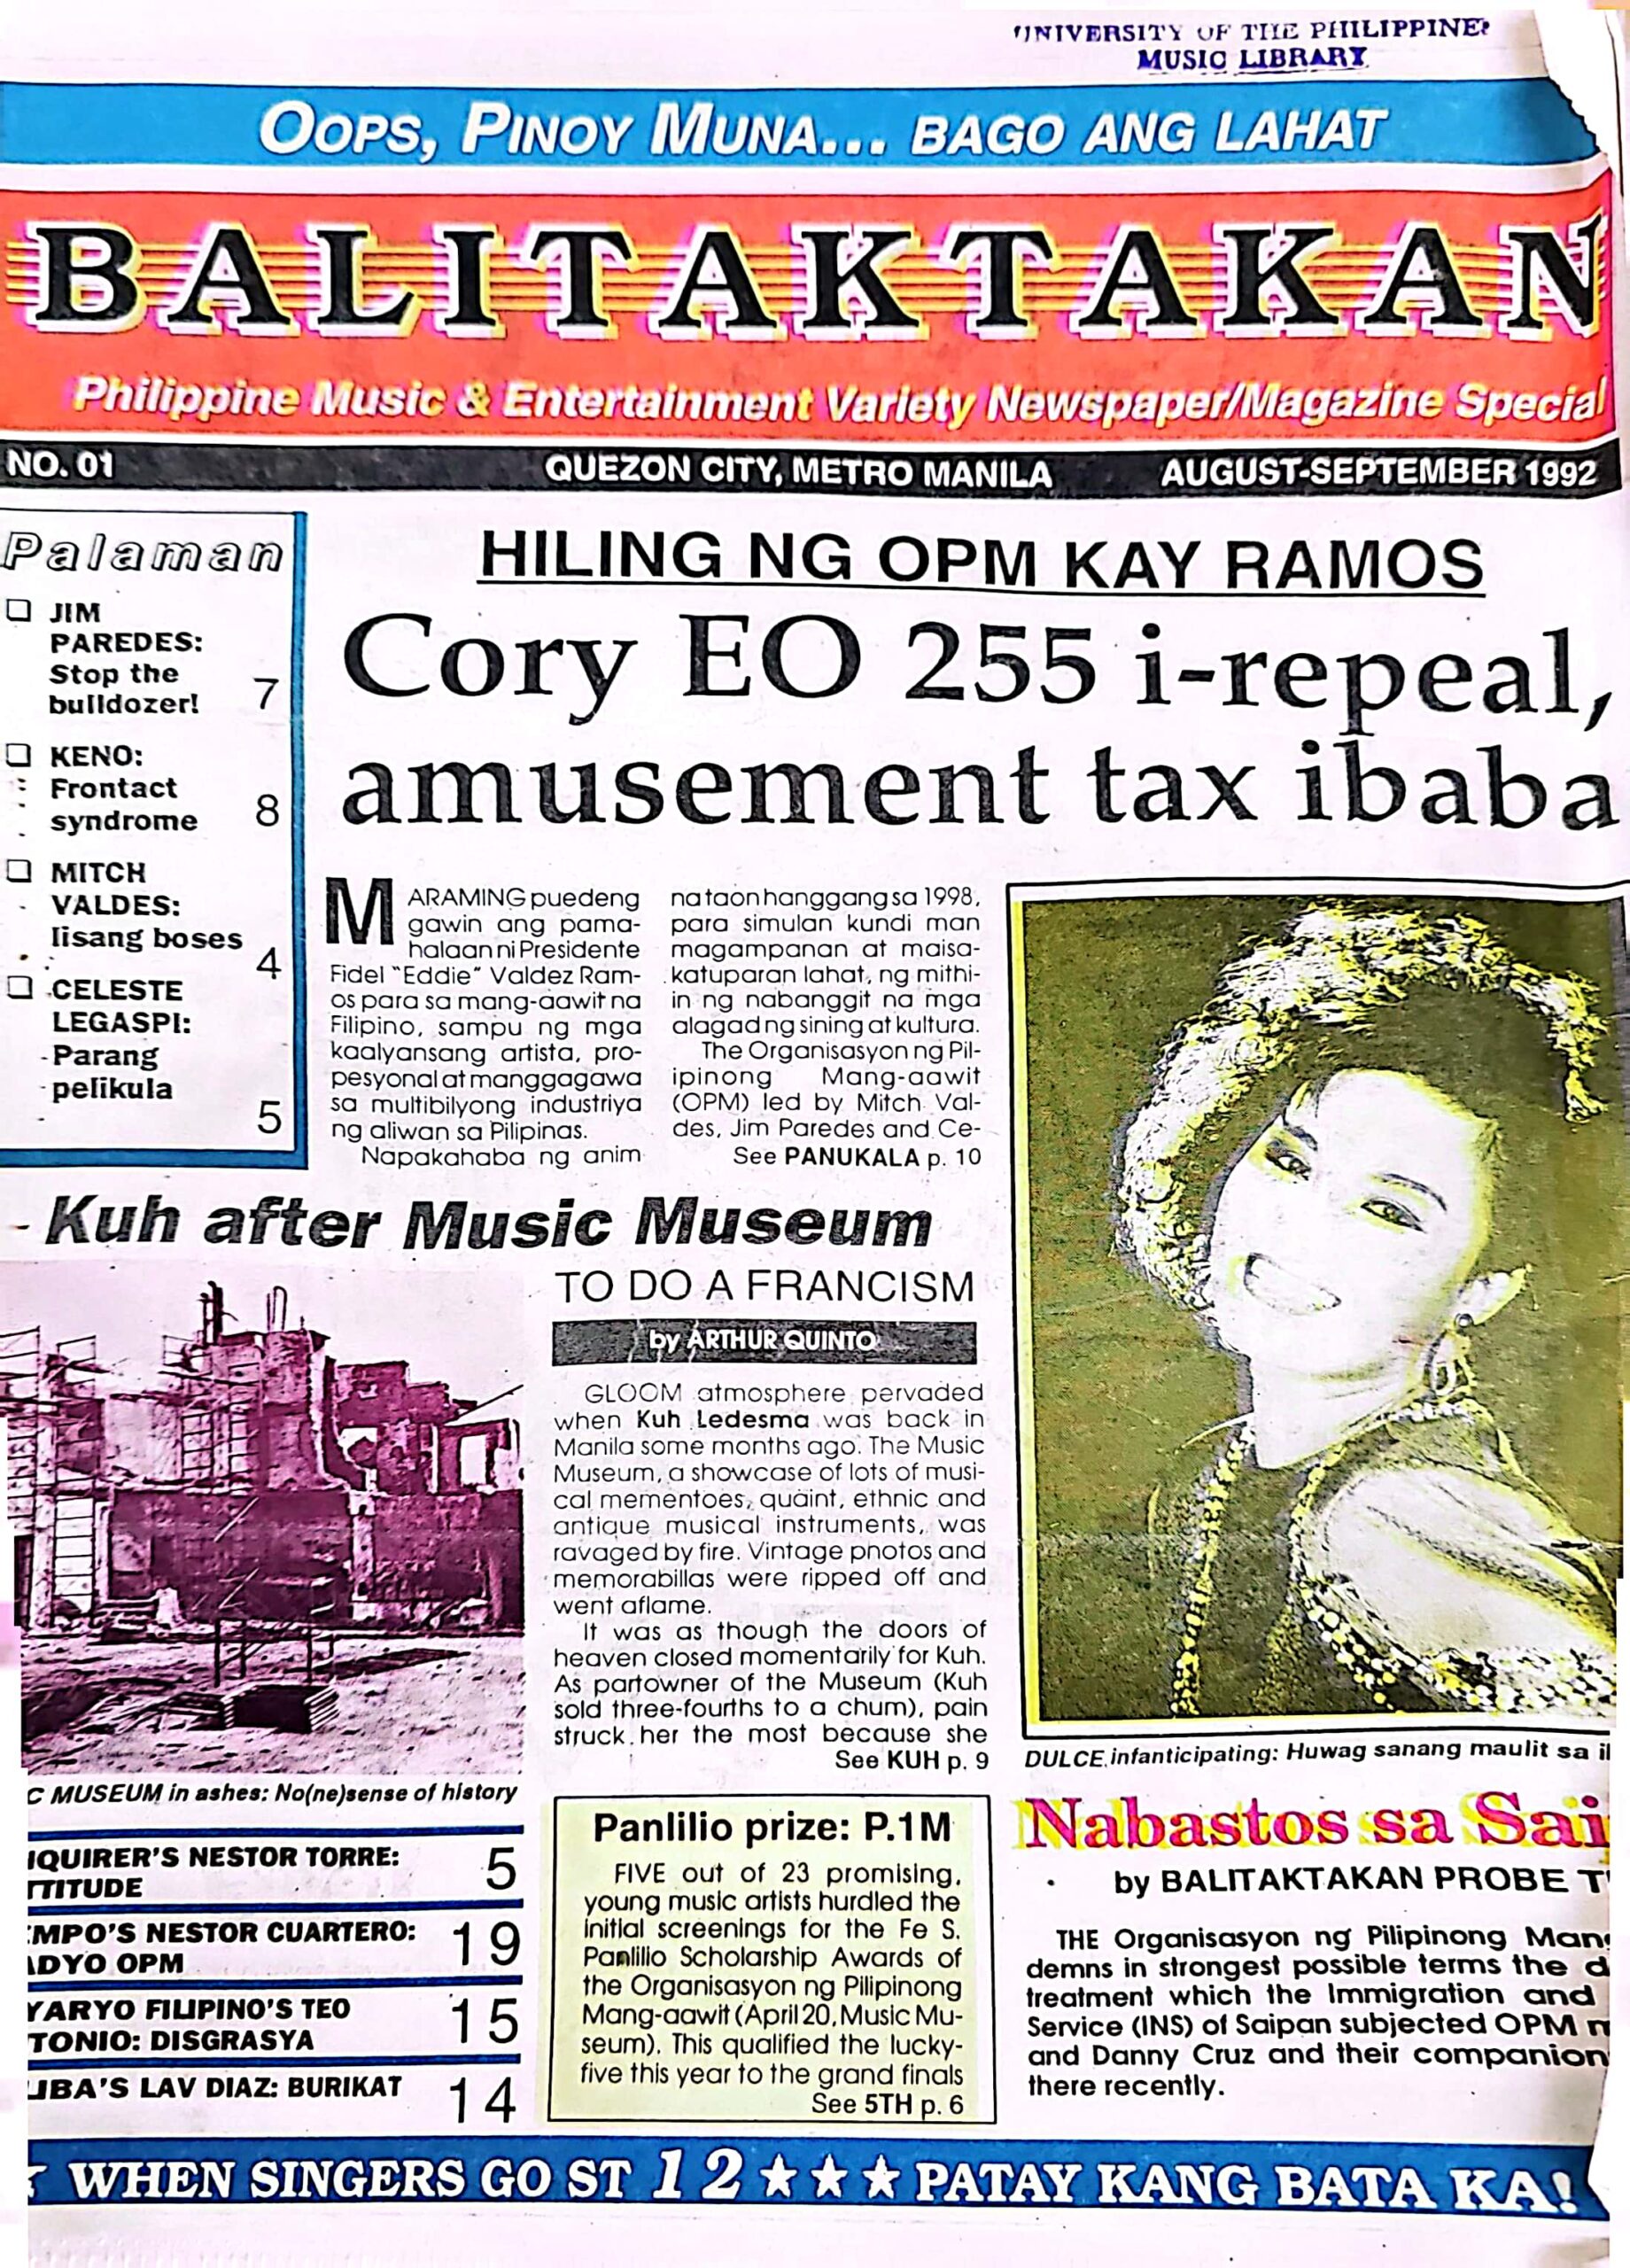 UNIVERSITY OF THE PHILIPPINES
MUSIC LIBRARY
OOPS, PINOY MUNA... BAGO ANG LAHAT
BALITAKTAKAN
Philippine Music & Entertainment Variety Newspaper/Magazine Special
NO. 01 QUEZON CITY, METRO MANILA AUGUST-SEPTEMBER 1992
Palaman
JIM
PAREDES:
Stop the
bulldozer! 7
KENO:
Frontact
syndrome 8
MITCH
VALDES:
Iisang boses
4
CELESTE
LEGASPI:
Parang
pelikula
5
HILING NG OPM KAY RAMOS
Cory EO 255 i-repeal,
amusement tax ibaba
MARAMING puedeng
gawin ang pama-
halaan ni Presidente
Fidel "Eddie" Valdez Ram-
os para sa mang-aawit na
Filipino, sampu ng mga
kaalyansang artista, pro-
pesyonal at manggagawa
sa multibilyong industriya
ng aliwan sa Pilipinas.
Napakahaba ng anim
na taon hanggang sa 1998,
para simulan kundi man
magampanan at maisa-
katuparan lahat, ng mithi-
in ng nabanggit na mga
alagad ng sining at kultura.
The Organisasyon ng Pil-
ipinong Mang-aawit
(OPM) led by Mitch Val-
des, Jim Paredes and Ce-
See PANUKALA p. 10
- Kuh after Music Museum
TO DO A FRANCISM
by ARTHUR QUINTO
GLOOM atmosphere pervaded
when Kuh Ledesma was back in
Manila some months ago. The Music
Museum, a showcase of lots of musi-
cal mementoes, quaint, ethnic and
antique musical instruments, was
ravaged by fire. Vintage photos and
memorabillas were ripped off and
went aflame.
It was as though the doors of
heaven closed momentarily for Kuh.
As partowner of the Museum (Kuh
sold three-fourths to a chum), pain
struck her the most because she
See KUH p. 9
C MUSEUM in ashes: No(ne)sense of history
IQUIRER'S NESTOR TORRE: 5
TTITUDE
MPO'S NESTOR CUARTERO: 19
ADYO OPM
YARYO FILIPINO'S TEO 15
TONIO: DISGRASYA
UBA'S LAV DIAZ: BURIKAT 14
Panlilio prize: P.1M
FIVE out of 23 promising,
young music artists hurdled the
initial screenings for the Fe S.
Panlilio Scholarship Awards of
the Organisasyon ng Pilipinong
Mang-aawit (April 20, Music Mu-
seum). This qualified the lucky-
five this year to the grand finals
See 5TH p. 6
DULCE infanticipating: Huwag sanang maulit sa il
Nabastos sa Sai
by BALITAKTAKAN PROBE T
THE Organisasyon ng Pilipinong Man
demns in strongest possible terms the d
treatment which the Immigration and
Service (INS) of Saipan subjected OPM m
and Danny Cruz and their companion
there recently.
WHEN SINGERS GO ST 12 ★ ★ ★ PATAY KANG BATA KA!